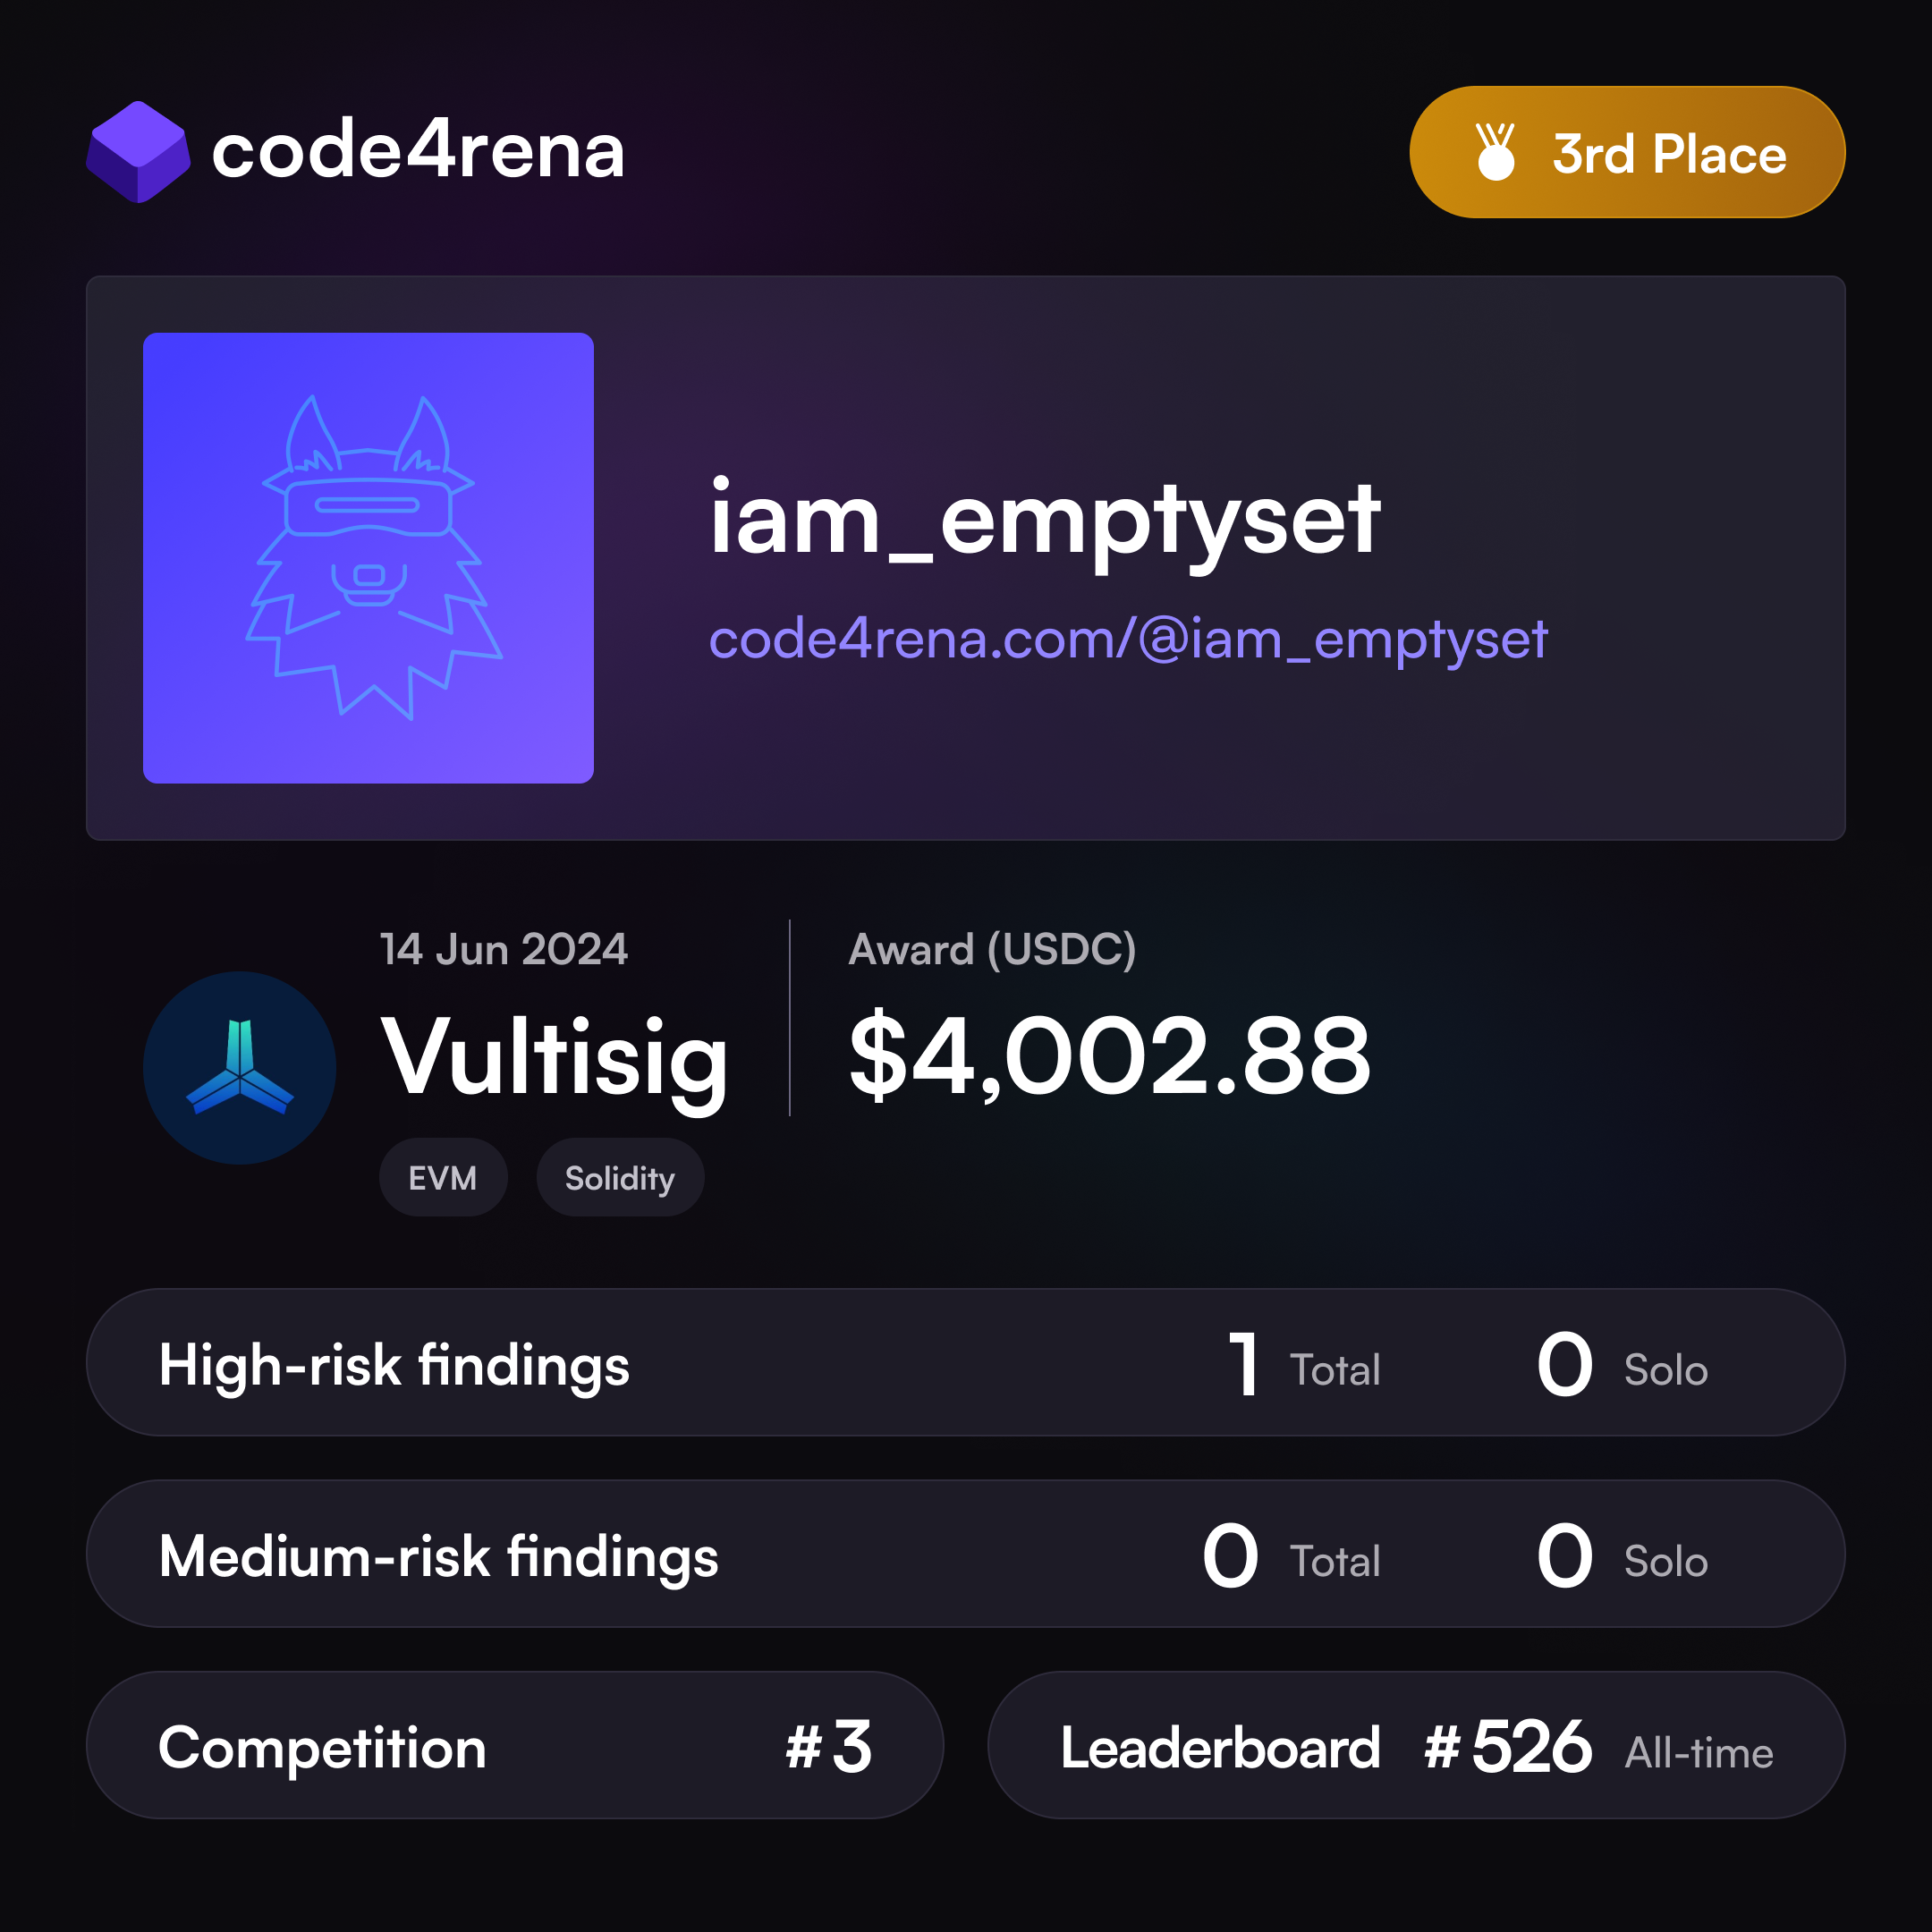 code4rena
3rd Place
iam_emptyset
code4rena.com/@iam_emptyset
14 Jun 2024
Vultisig
EVM Solidity
Award (USDC)
$4,002.88
High-risk findings 1 Total 0 Solo
Medium-risk findings 0 Total 0 Solo
Competition #3
Leaderboard #526 All-time